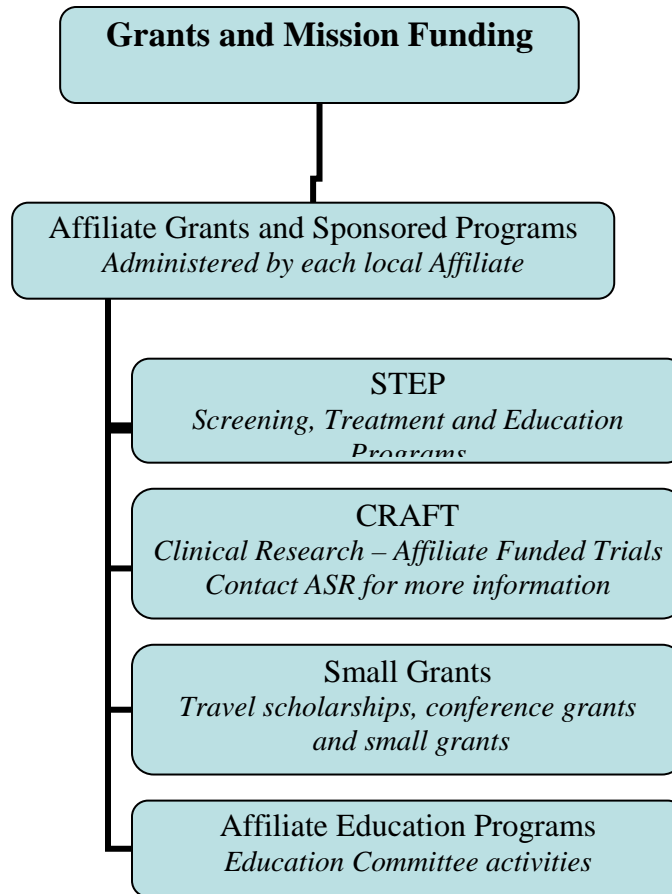 Grants and Mission Funding
Affiliate Grants and Sponsored Programs
Administered by each local Affiliate
STEP
Screening, Treatment and Education
Programs
CRAFT
Clinical Research – Affiliate Funded Trials
Contact ASR for more information
Small Grants
Travel scholarships, conference grants
and small grants
Affiliate Education Programs
Education Committee activities